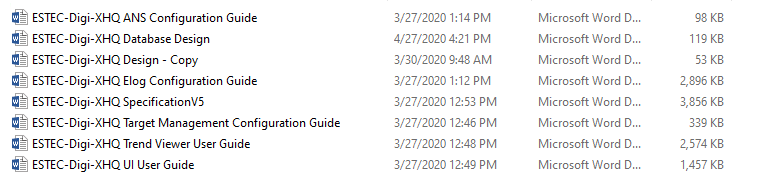 ESTEC-Digi-XHQ ANS Configuration Guide 3/27/2020 1:14 PM Microsoft Word D... 98 KB
ESTEC-Digi-XHQ Database Design 4/27/2020 4:21 PM Microsoft Word D... 119 KB
ESTEC-Digi-XHQ Design - Copy 3/30/2020 9:48 AM Microsoft Word D... 53 KB
ESTEC-Digi-XHQ Elog Configuration Guide 3/27/2020 1:12 PM Microsoft Word D... 2,896 KB
ESTEC-Digi-XHQ SpecificationV5 3/27/2020 12:53 PM Microsoft Word D... 3,856 KB
ESTEC-Digi-XHQ Target Management Configuration Guide 3/27/2020 12:46 PM Microsoft Word D... 339 KB
ESTEC-Digi-XHQ Trend Viewer User Guide 3/27/2020 12:48 PM Microsoft Word D... 2,574 KB
ESTEC-Digi-XHQ UI User Guide 3/27/2020 12:49 PM Microsoft Word D... 1,457 KB